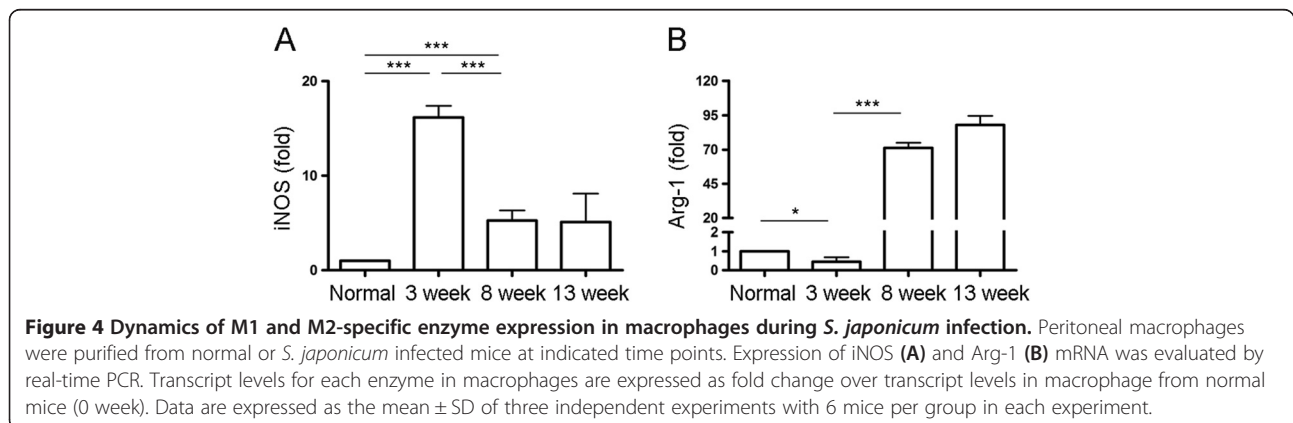 A
B
***
***
***
20
10
0
iNOS (fold)
Normal 3 week 8 week 13 week
***
*
120
95
70
45
20
2
1
0
Arg-1 (fold)
Normal 3 week 8 week 13 week
Figure 4 Dynamics of M1 and M2-specific enzyme expression in macrophages during S. japonicum infection. Peritoneal macrophages
were purified from normal or S. japonicum infected mice at indicated time points. Expression of iNOS (A) and Arg-1 (B) mRNA was evaluated by
real-time PCR. Transcript levels for each enzyme in macrophages are expressed as fold change over transcript levels in macrophage from normal
mice (0 week). Data are expressed as the mean ± SD of three independent experiments with 6 mice per group in each experiment.